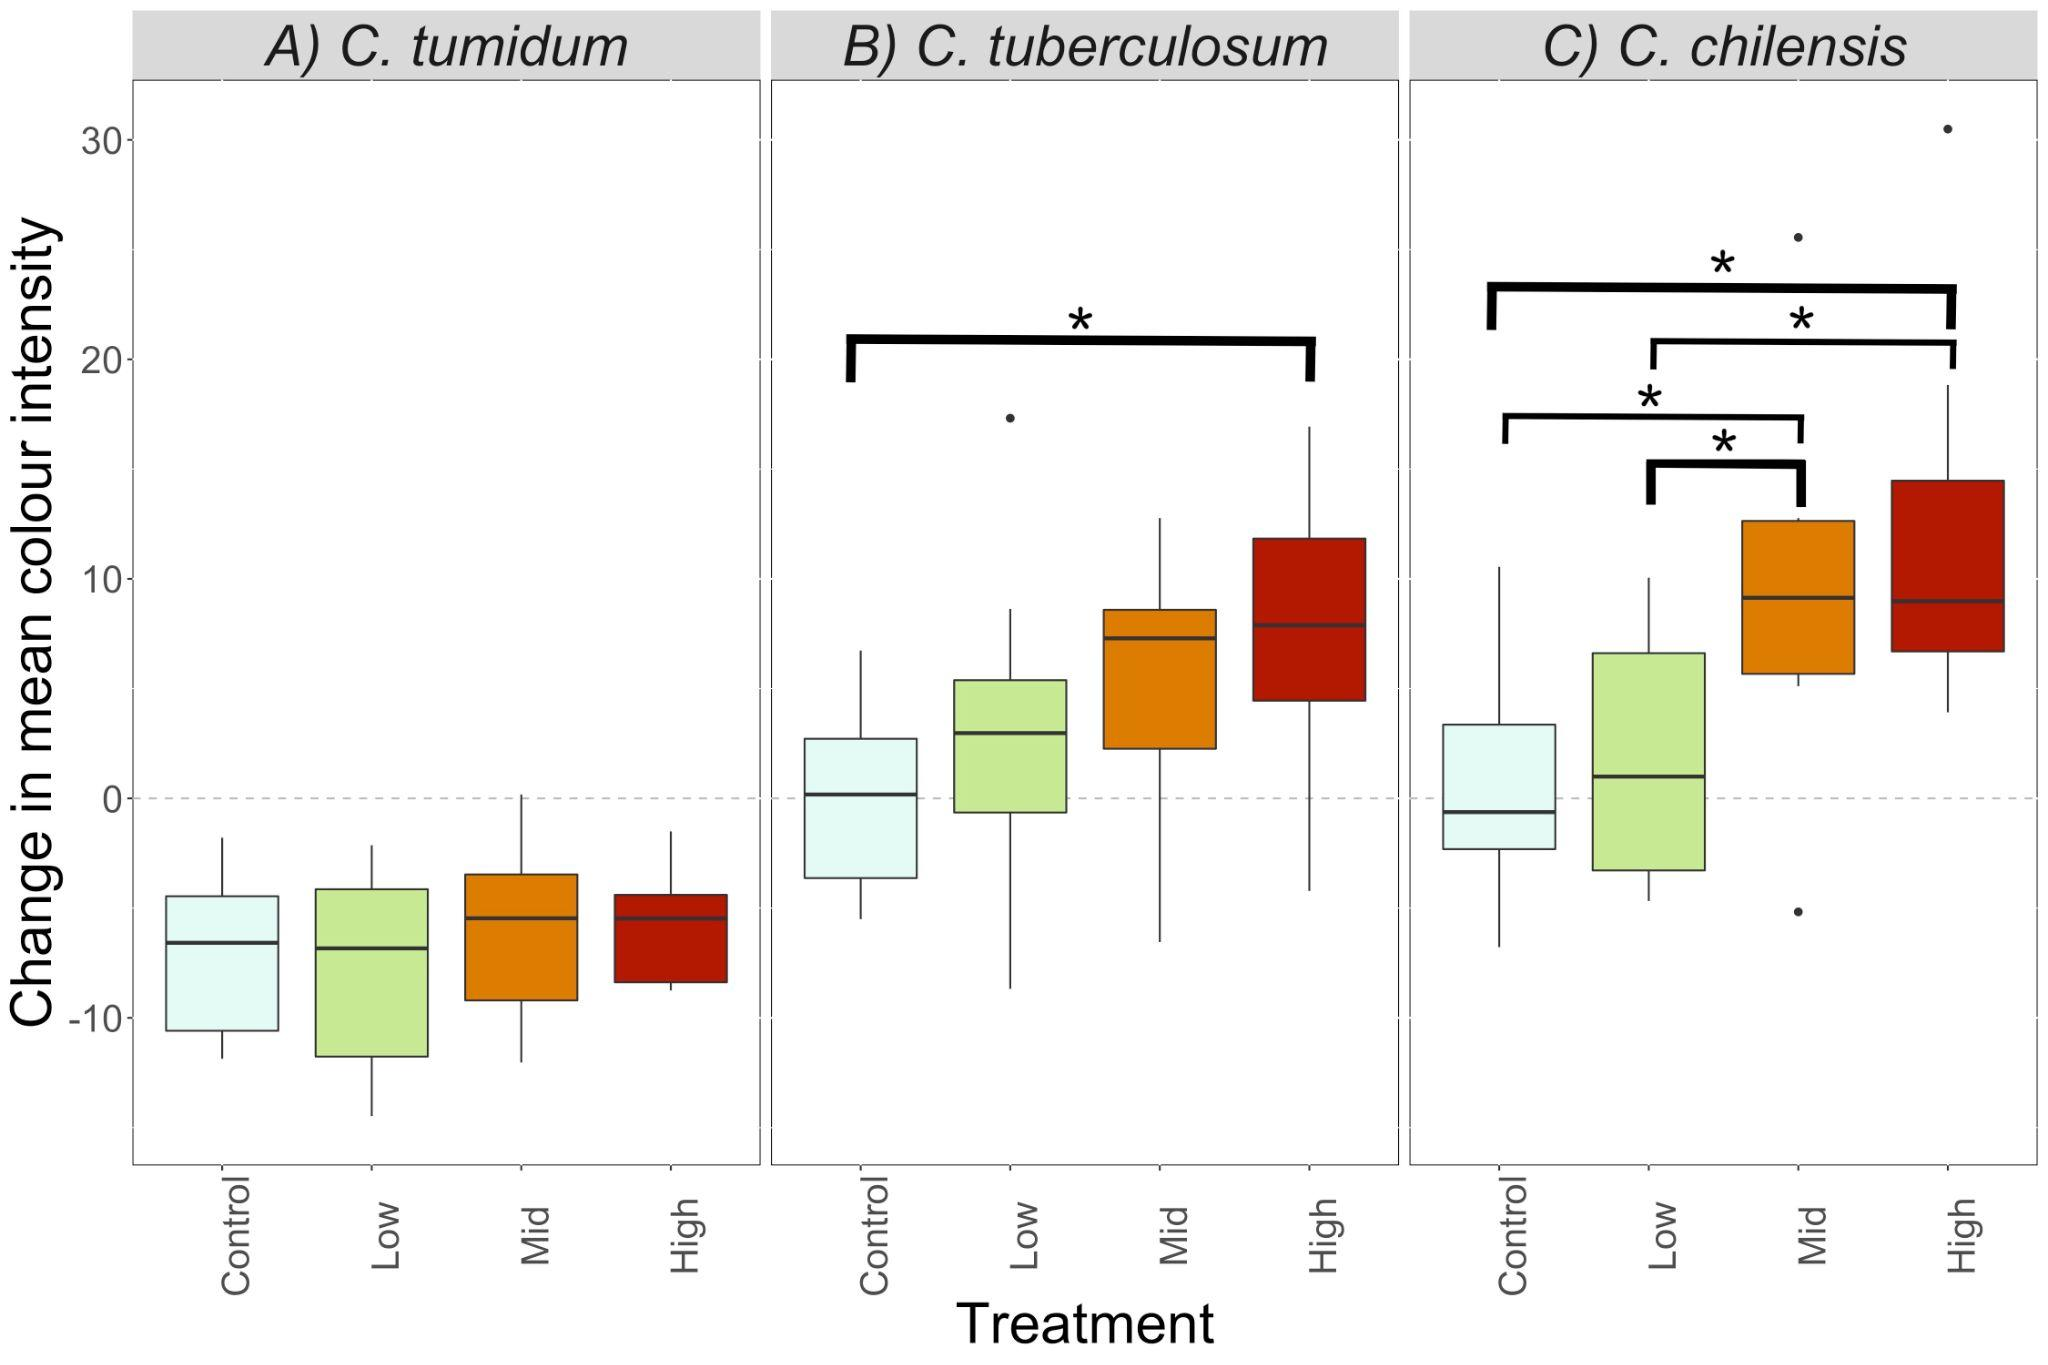 A) C. tumidum
B) C. tuberculosum
C) C. chilensis
Change in mean colour intensity
30
20
10
0
-10
*
*
*
*
*
Control
Low
Mid
High
Control
Low
Mid
High
Control
Low
Mid
High
Treatment